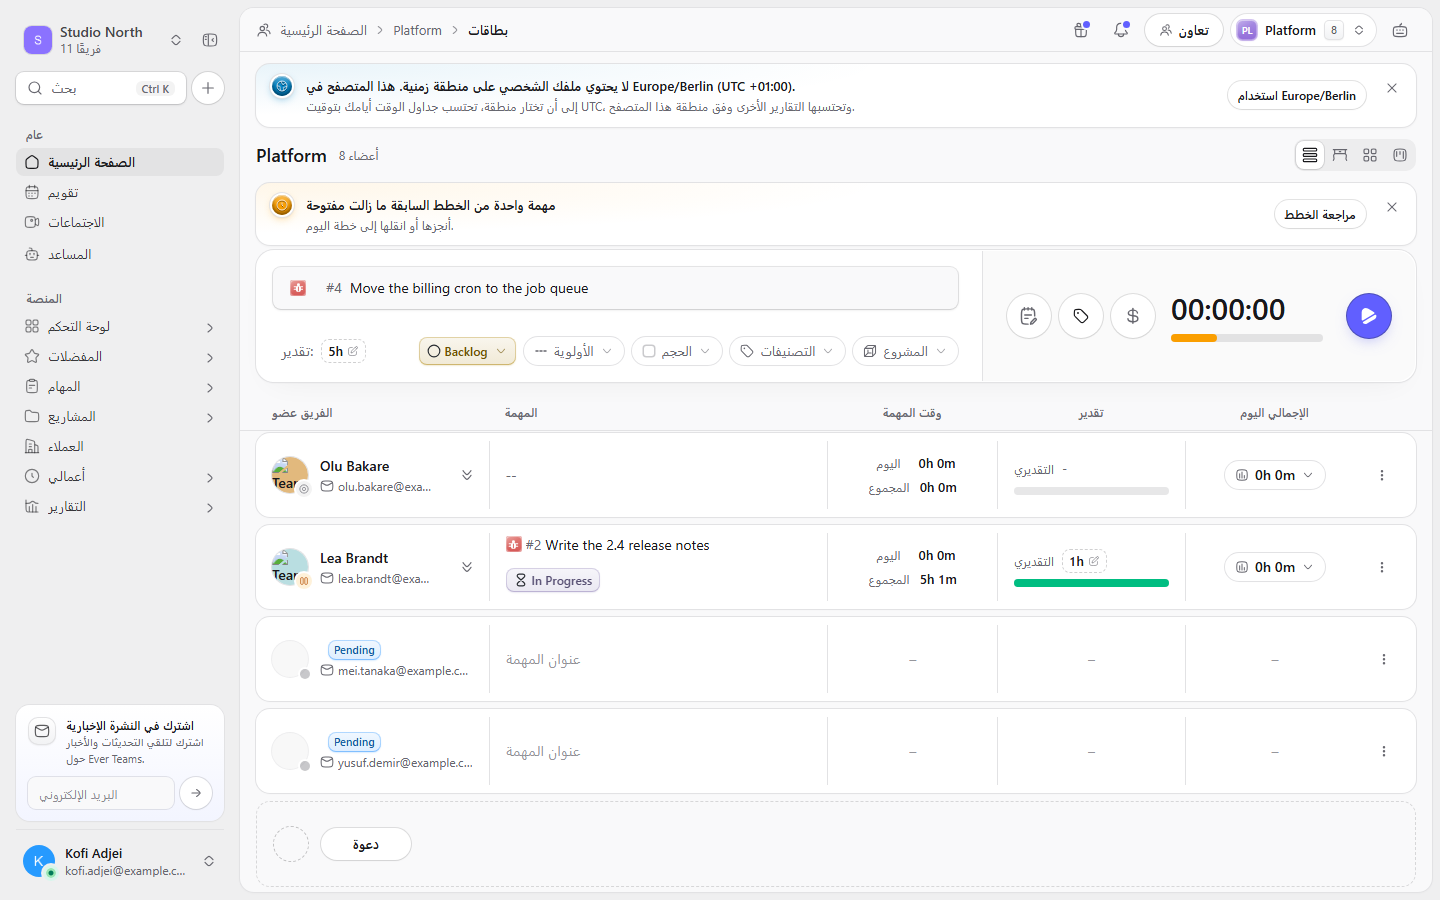 S
Studio North
11 فريقًا
بحث
Ctrl K
عام
الصفحة الرئيسية
تقويم
الاجتماعات
المساعد
المنصة
لوحة التحكم
المفضلات
المهام
المشاريع
العملاء
أعمالي
التقارير
اشترك في النشرة الإخبارية
اشترك لتلقي التحديثات والأخبار
حول Ever Teams.
البريد الإلكتروني
K
Kofi Adjei
kofi.adjei@example.c...
الصفحة الرئيسية
Platform
بطاقات
تعاون
PL
Platform
8
لا يحتوي ملفك الشخصي على منطقة زمنية. هذا المتصفح في Europe/Berlin (UTC +01:00).
إلى أن تختار منطقة، تحتسب جداول الوقت أيامك بتوقيت UTC، وتحتسبها التقارير الأخرى وفق منطقة هذا المتصفح.
استخدام Europe/Berlin
Platform
8 أعضاء
مهمة واحدة من الخطط السابقة ما زالت مفتوحة
أنجزها أو انقلها إلى خطة اليوم.
مراجعة الخطط
#4 Move the billing cron to the job queue
تقدير:
5h
Backlog
الأولوية
الحجم
التصنيفات
المشروع
00:00:00
الفريق عضو
المهمة
وقت المهمة
تقدير
الإجمالي اليوم
Team
Olu Bakare
olu.bakare@exa...
--
اليوم 0h 0m
المجموع 0h 0m
التقديري -
0h 0m
Team
Lea Brandt
lea.brandt@exa...
#2 Write the 2.4 release notes
In Progress
اليوم 0h 0m
المجموع 5h 1m
التقديري 1h
0h 0m
Pending
mei.tanaka@example.c...
عنوان المهمة
–
–
–
Pending
yusuf.demir@example.c...
عنوان المهمة
–
–
–
دعوة